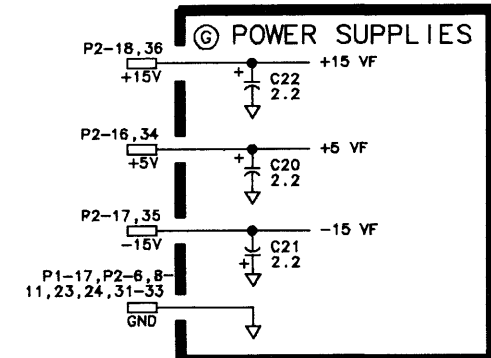 Ⓖ POWER SUPPLIES
P2-18,36
+15V
+15 VF
+
C22
2.2
P2-16,34
+5V
+5 VF
+
C20
2.2
P2-17,35
-15V
-15 VF
C21
+
2.2
P1-17,P2-6,8-
11,23,24,31-33
GND